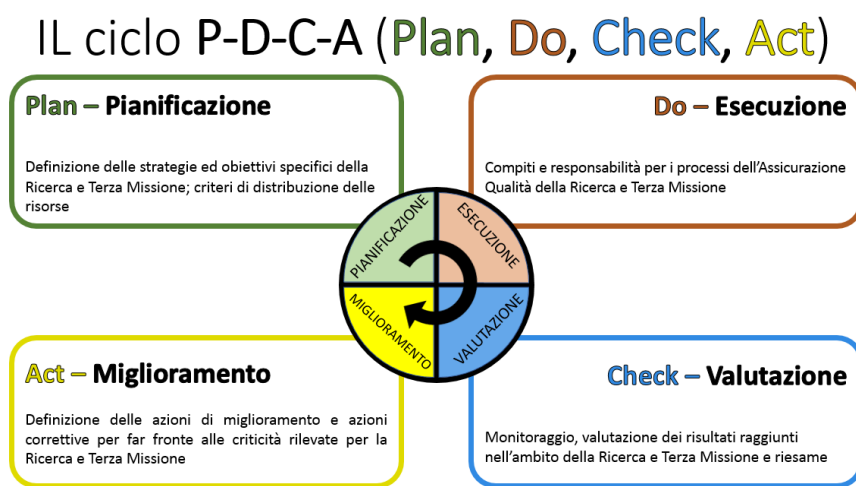 IL ciclo P-D-C-A (Plan, Do, Check, Act)
Plan – Pianificazione
Definizione delle strategie ed obiettivi specifici della
Ricerca e Terza Missione; criteri di distribuzione delle
risorse
Do – Esecuzione
Compiti e responsabilità per i processi dell’Assicurazione
Qualità della Ricerca e Terza Missione
PIANIFICAZIONE
ESECUZIONE
MIGLIORAMENTO
VALUTAZIONE
Act – Miglioramento
Definizione delle azioni di miglioramento e azioni
correttive per far fronte alle criticità rilevate per la
Ricerca e Terza Missione
Check – Valutazione
Monitoraggio, valutazione dei risultati raggiunti
nell’ambito della Ricerca e Terza Missione e riesame